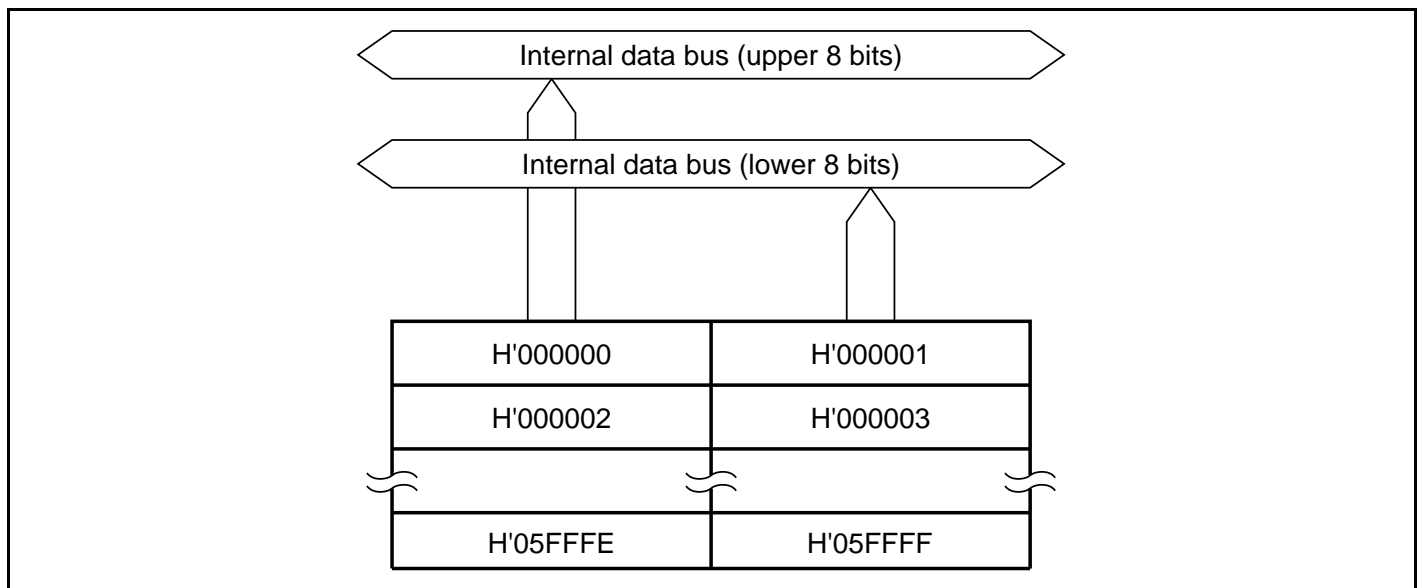 Internal data bus (upper 8 bits)
Internal data bus (lower 8 bits)
H'000000 H'000001
H'000002 H'000003
H'05FFFE H'05FFFF